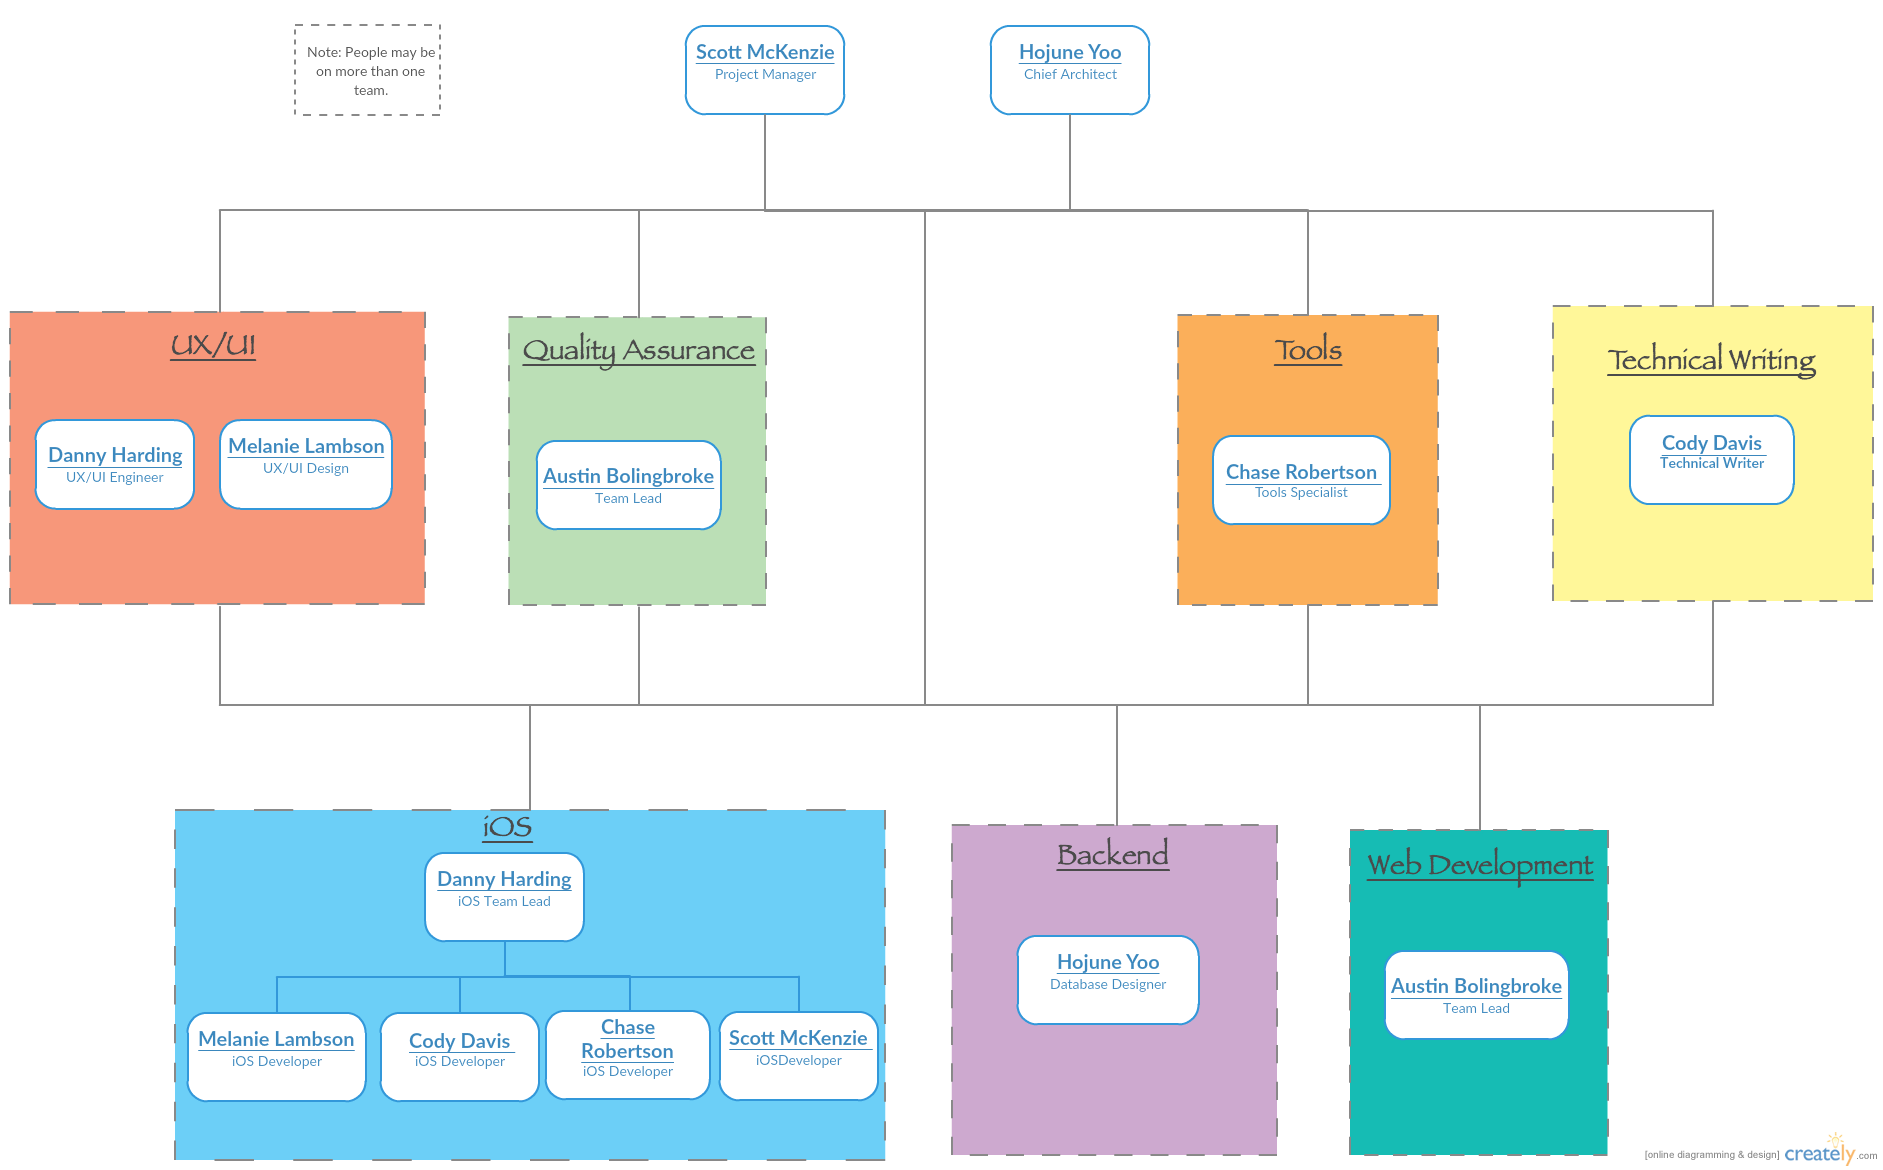 Note: People may be
on more than one
team.
Scott McKenzie
Project Manager
Hojune Yoo
Chief Architect
UX/UI
Danny Harding
UX/UI Engineer
Melanie Lambson
UX/UI Design
Quality Assurance
Austin Bolingbroke
Team Lead
Tools
Chase Robertson
Tools Specialist
Technical Writing
Cody Davis
Technical Writer
iOS
Danny Harding
iOS Team Lead
Melanie Lambson
iOS Developer
Cody Davis
iOS Developer
Chase
Robertson
iOS Developer
Scott McKenzie
iOSDeveloper
Backend
Hojune Yoo
Database Designer
Web Development
Austin Bolingbroke
Team Lead
[online diagramming & design] creately.com